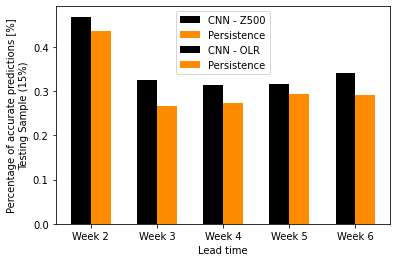 Percentage of accurate predictions [%]
Testing Sample (15%)
0.4
0.3
0.2
0.1
0.0
CNN - Z500
Persistence
CNN - OLR
Persistence
Week 2
Week 3
Week 4
Week 5
Week 6
Lead time